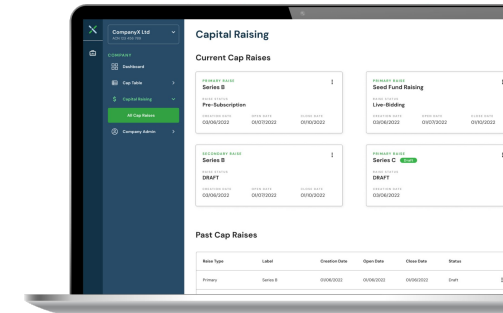 CompanyX Ltd
ACN 123 456 789
COMPANY
Dashboard
Cap Table
Capital Raising
All Cap Raises
Company Admin
Capital Raising
Current Cap Raises
PRIMARY RAISE
Series B
RAISE STATUS
Pre-Subscription
CREATION DATE OPEN DATE CLOSE DATE
03/06/2022 01/07/2022 01/10/2022
PRIMARY RAISE
Seed Fund Raising
RAISE STATUS
Live-Bidding
CREATION DATE OPEN DATE CLOSE DATE
03/06/2022 01/07/2022 01/10/2022
SECONDARY RAISE
Series B
RAISE STATUS
DRAFT
CREATION DATE OPEN DATE CLOSE DATE
03/06/2022 01/07/2022 01/10/2022
PRIMARY RAISE
Series C Draft
RAISE STATUS
DRAFT
CREATION DATE
03/06/2022
Past Cap Raises
Raise Type Label Creation Date Open Date Close Date Status
Primary Series B 01/06/2022 01/06/2022 01/06/2022 Draft